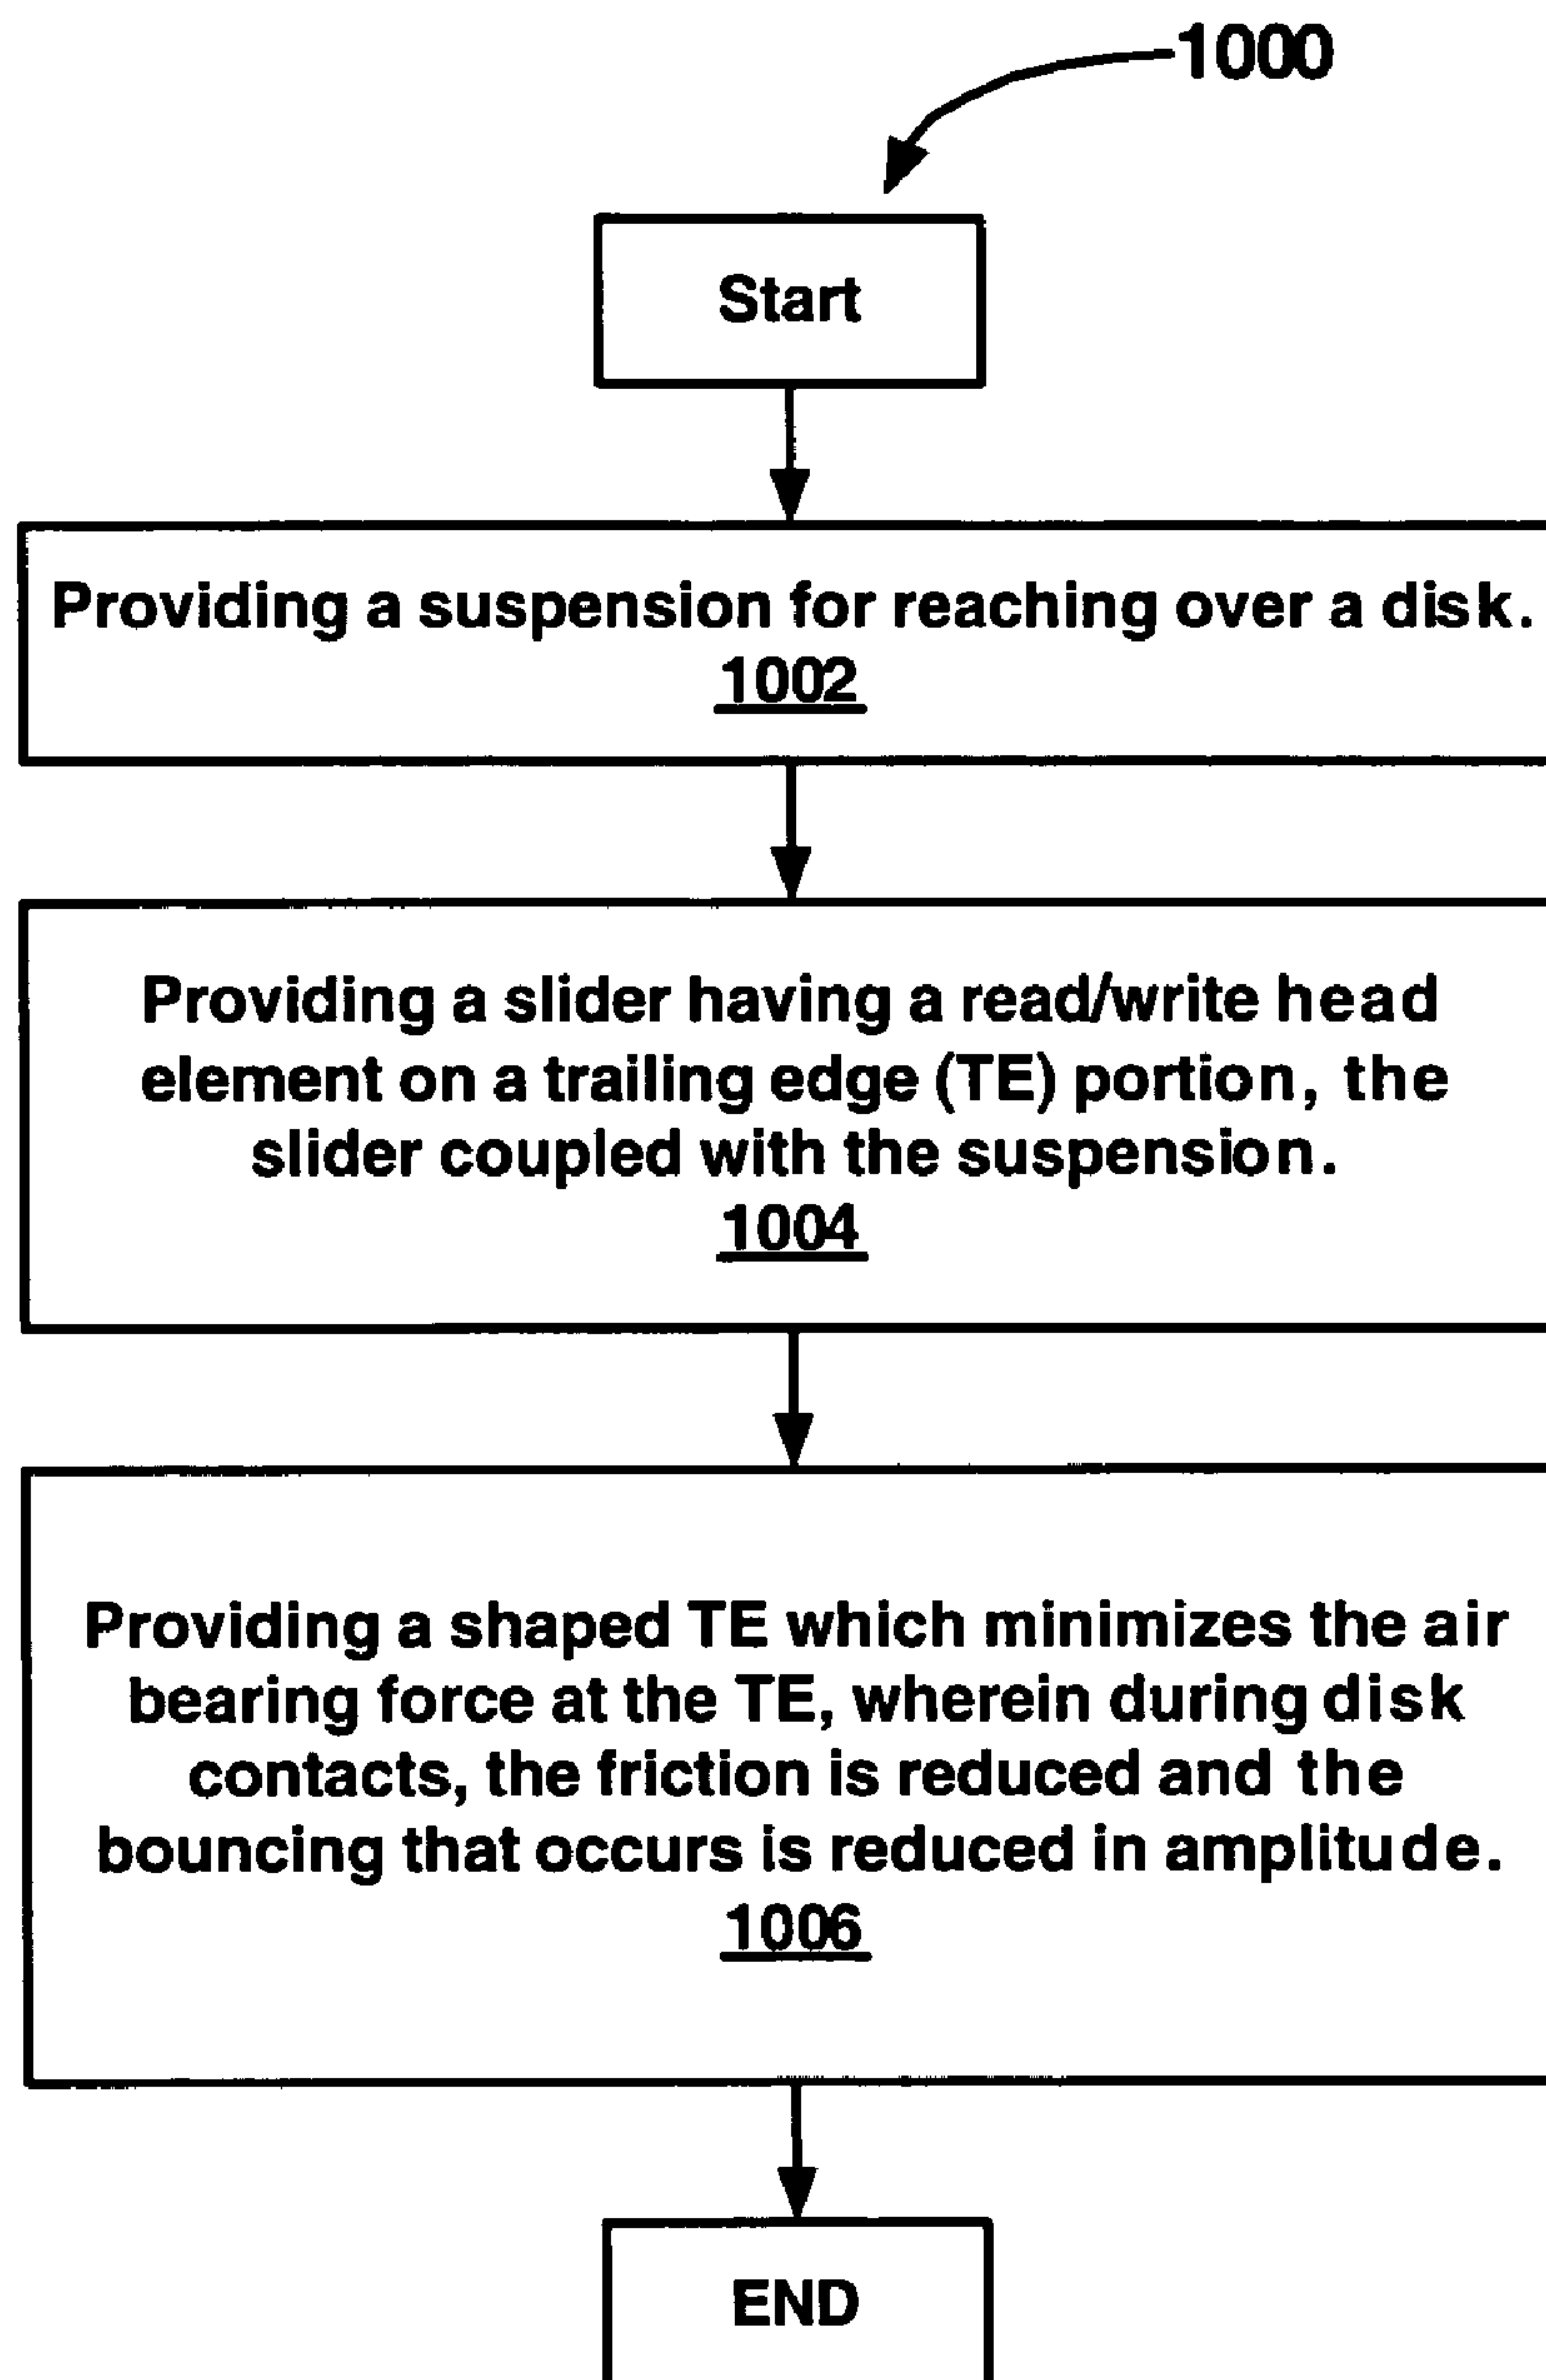 1000
Start
Providing a suspension for reaching over a disk.
1002
Providing a slider having a read/write head
element on a trailing edge (TE) portion, the
slider coupled with the suspension.
1004
Providing a shaped TE which minimizes the air
bearing force at the TE, wherein during disk
contacts, the friction is reduced and the
bouncing that occurs is reduced in amplitude.
1006
END